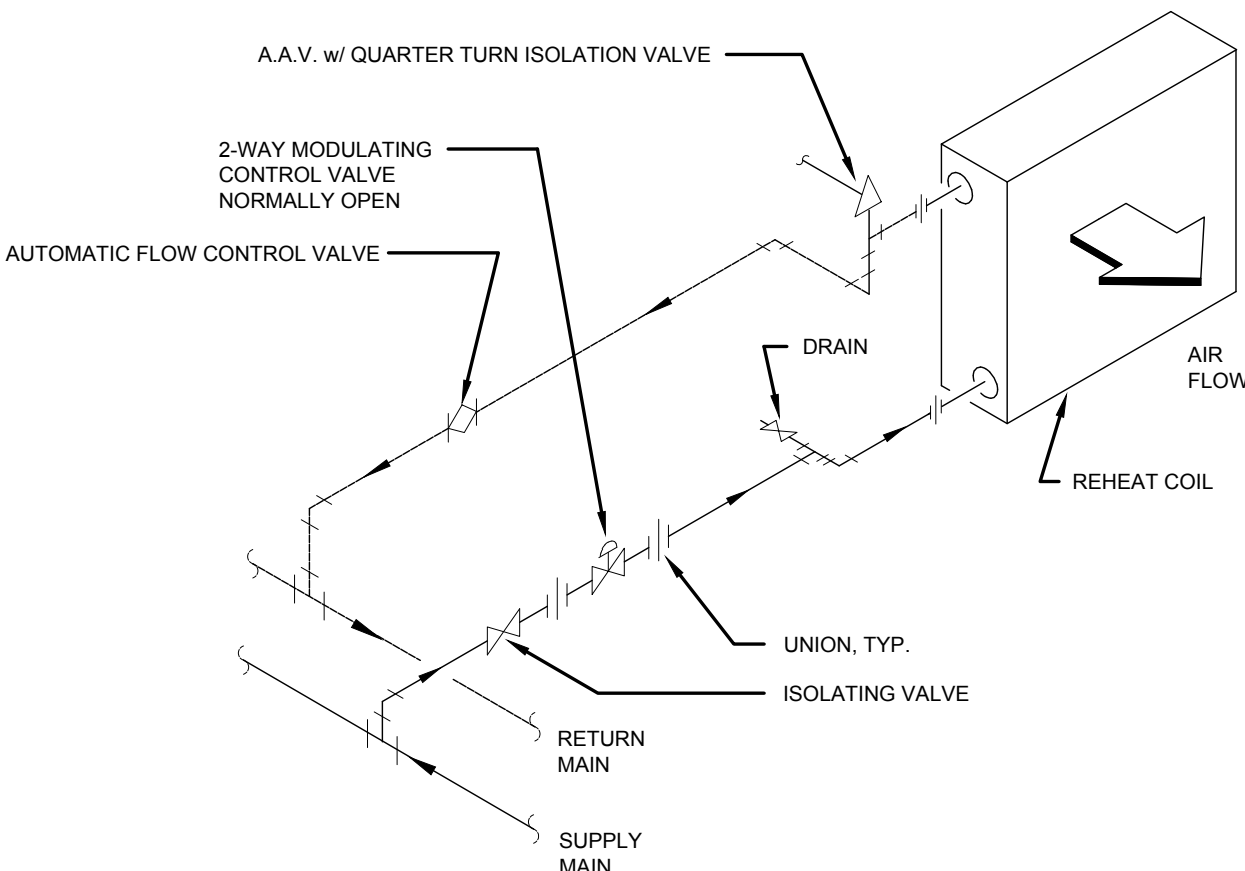 A.A.V. w/ QUARTER TURN ISOLATION VALVE
2-WAY MODULATING
CONTROL VALVE
NORMALLY OPEN
AUTOMATIC FLOW CONTROL VALVE
DRAIN
AIR
FLOW
REHEAT COIL
UNION, TYP.
ISOLATING VALVE
RETURN
MAIN
SUPPLY
MAIN